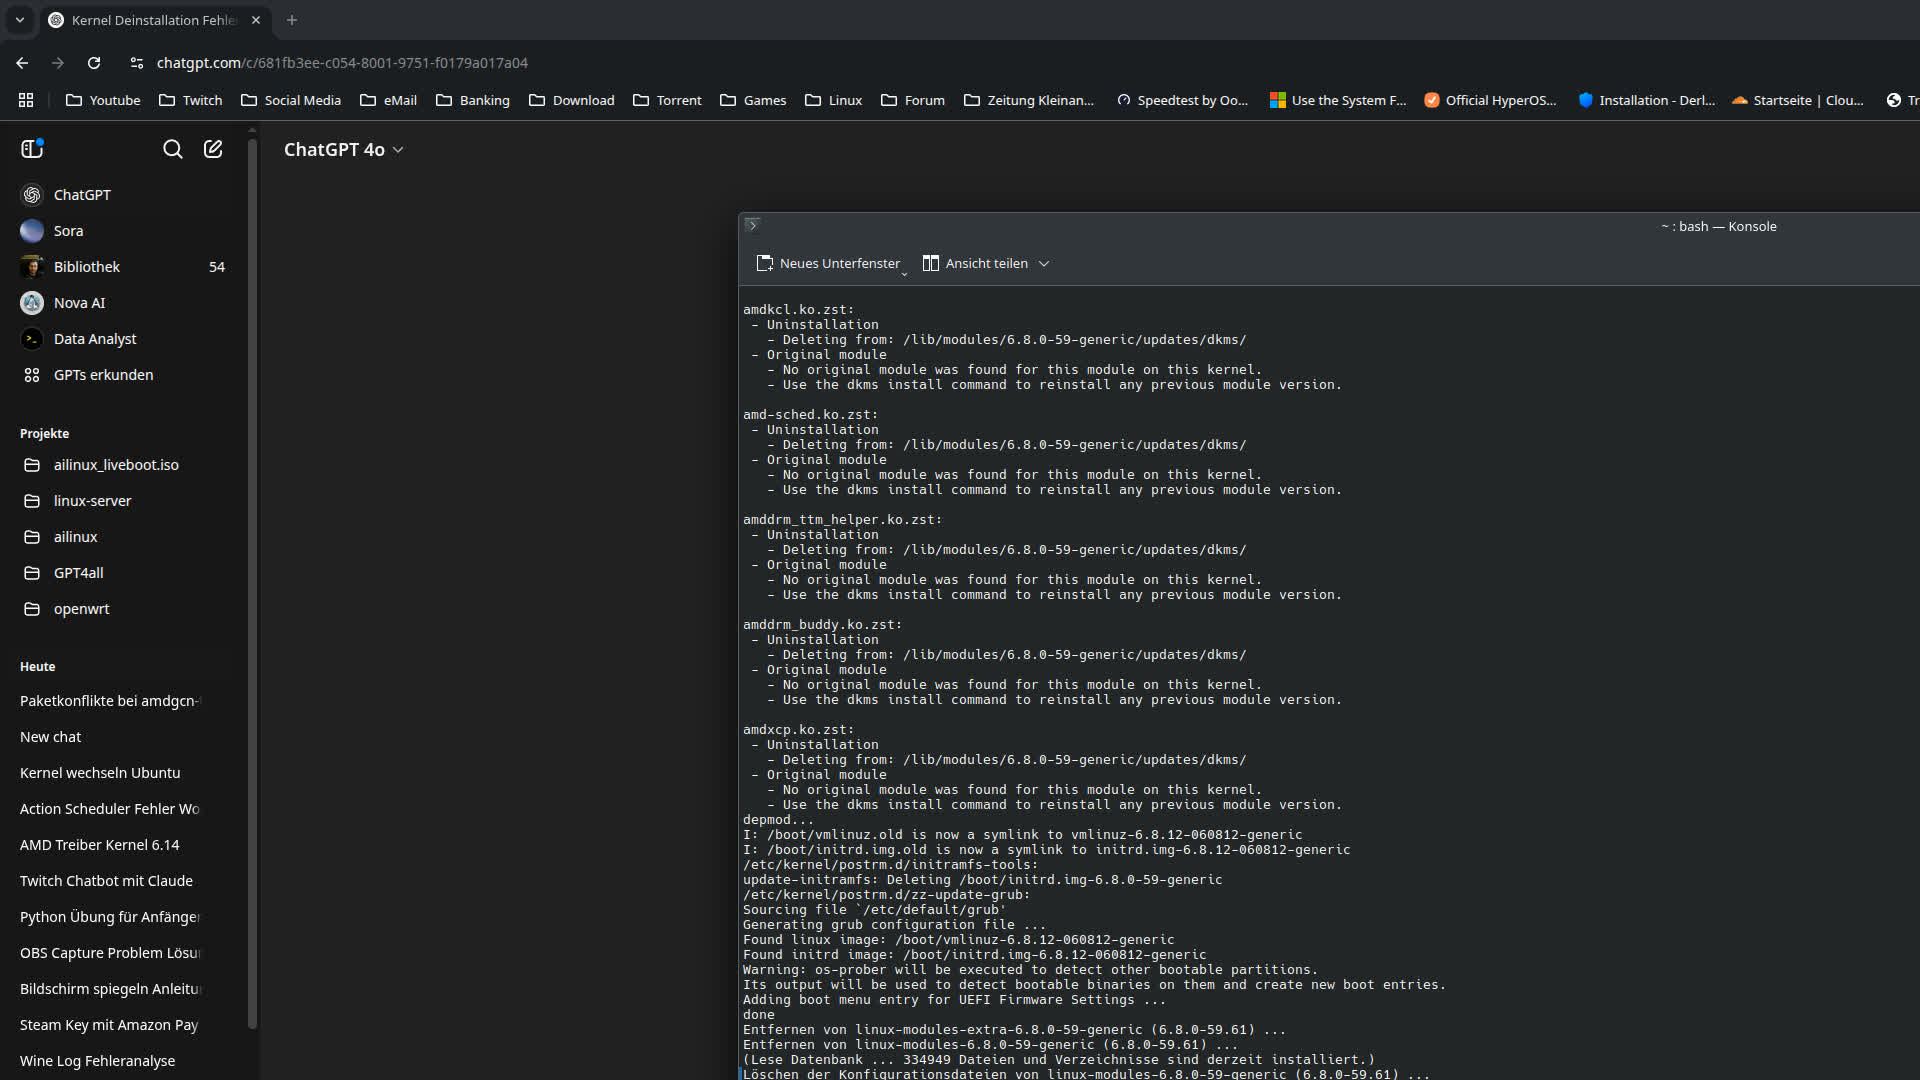 Kernel Deinstallation Fehle
chatgpt.com/c/681fb3ee-c054-8001-9751-f0179a017a04
Youtube Twitch Social Media eMail Banking Download Torrent Games Linux Forum Zeitung Kleinan... Speedtest by Oo... Use the System F... Official HyperOS... Installation - Derl... Startseite | Clou... Tr
ChatGPT 4o
ChatGPT
Sora
Bibliothek 54
Nova AI
Data Analyst
GPTs erkunden
Projekte
ailinux_liveboot.iso
linux-server
ailinux
GPT4all
openwrt
Heute
Paketkonflikte bei amdgcn-
New chat
Kernel wechseln Ubuntu
Action Scheduler Fehler Wo
AMD Treiber Kernel 6.14
Twitch Chatbot mit Claude
Python Übung für Anfänger
OBS Capture Problem Lösu
Bildschirm spiegeln Anleitu
Steam Key mit Amazon Pay
Wine Log Fehleranalyse
~ : bash — Konsole
Neues Unterfenster Ansicht teilen
amdkcl.ko.zst:
- Uninstallation
- Deleting from: /lib/modules/6.8.0-59-generic/updates/dkms/
- Original module
- No original module was found for this module on this kernel.
- Use the dkms install command to reinstall any previous module version.
amd-sched.ko.zst:
- Uninstallation
- Deleting from: /lib/modules/6.8.0-59-generic/updates/dkms/
- Original module
- No original module was found for this module on this kernel.
- Use the dkms install command to reinstall any previous module version.
amddrm_ttm_helper.ko.zst:
- Uninstallation
- Deleting from: /lib/modules/6.8.0-59-generic/updates/dkms/
- Original module
- No original module was found for this module on this kernel.
- Use the dkms install command to reinstall any previous module version.
amddrm_buddy.ko.zst:
- Uninstallation
- Deleting from: /lib/modules/6.8.0-59-generic/updates/dkms/
- Original module
- No original module was found for this module on this kernel.
- Use the dkms install command to reinstall any previous module version.
amdxcp.ko.zst:
- Uninstallation
- Deleting from: /lib/modules/6.8.0-59-generic/updates/dkms/
- Original module
- No original module was found for this module on this kernel.
- Use the dkms install command to reinstall any previous module version.
depmod...
I: /boot/vmlinuz.old is now a symlink to vmlinuz-6.8.12-060812-generic
I: /boot/initrd.img.old is now a symlink to initrd.img-6.8.12-060812-generic
/etc/kernel/postrm.d/initramfs-tools:
update-initramfs: Deleting /boot/initrd.img-6.8.0-59-generic
/etc/kernel/postrm.d/zz-update-grub:
Sourcing file `/etc/default/grub'
Generating grub configuration file ...
Found linux image: /boot/vmlinuz-6.8.12-060812-generic
Found initrd image: /boot/initrd.img-6.8.12-060812-generic
Warning: os-prober will be executed to detect other bootable partitions.
Its output will be used to detect bootable binaries on them and create new boot entries.
Adding boot menu entry for UEFI Firmware Settings ...
done
Entfernen von linux-modules-extra-6.8.0-59-generic (6.8.0-59.61) ...
Entfernen von linux-modules-6.8.0-59-generic (6.8.0-59.61) ...
(Lese Datenbank ... 334949 Dateien und Verzeichnisse sind derzeit installiert.)
Löschen der Konfigurationsdateien von linux-modules-6.8.0-59-generic (6.8.0-59.61) ...